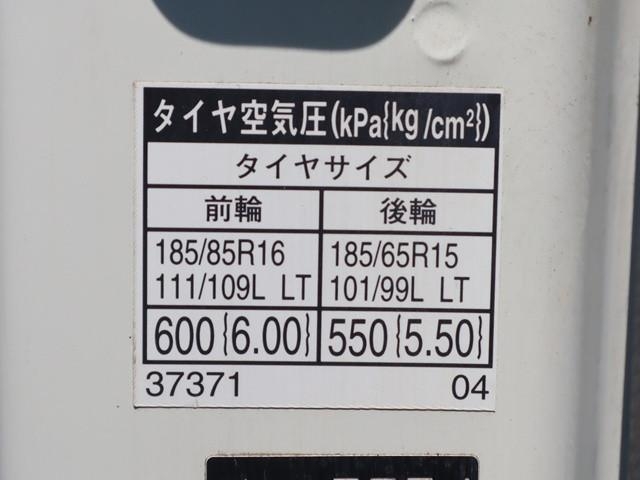 タイヤ空気圧(kPa{kg/cm²})
タイヤサイズ
前輪 後輪
185/85R16 185/65R15
111/109L LT 101/99L LT
600{6.00} 550{5.50}
37371 04